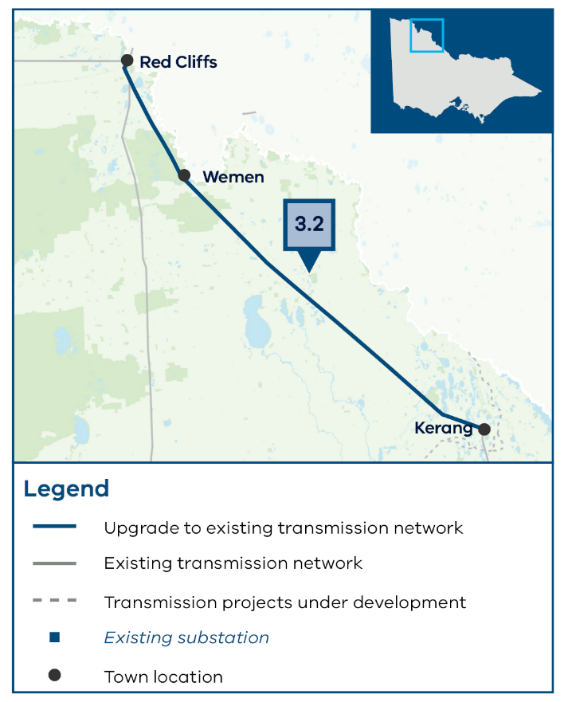 Red Cliffs
Wemen
3.2
Kerang
Legend
Upgrade to existing transmission network
Existing transmission network
Transmission projects under development
Existing substation
Town location